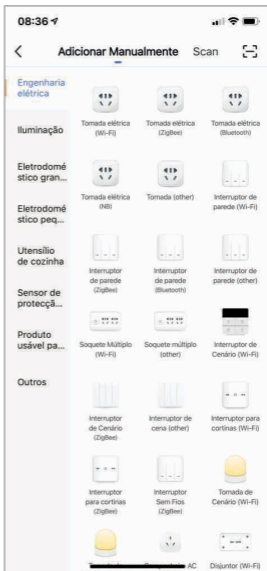 08:36
Adicionar Manualmente Scan
Engenharia
elétrica
Iluminação
Eletrodomé
stico gran...
Eletrodomé
stico peq...
Utensílio
de cozinha
Sensor de
protecçã...
Produto
usável pa...
Outros
Tomada elétrica
(Wi-Fi)
Tomada elétrica
(ZigBee)
Tomada elétrica
(Bluetooth)
Tomada elétrica
(NB)
Tomada (other)
Interruptor de
parede (Wi-Fi)
Interruptor
de parede
(ZigBee)
Interruptor
de parede
(Bluetooth)
Interruptor de
parede (other)
Soquete Múltiplo
(Wi-Fi)
Soquete múltiplo
(other)
Interruptor de
Cenário (Wi-Fi)
Interruptor
de Cenário
(ZigBee)
Interruptor de
cena (other)
Interruptor para
cortinas (Wi-Fi)
Interruptor
para cortinas
(ZigBee)
Interruptor
Sem Fios
(ZigBee)
Tomada de
Cenário (Wi-Fi)
AC
Disjuntor (Wi-Fi)